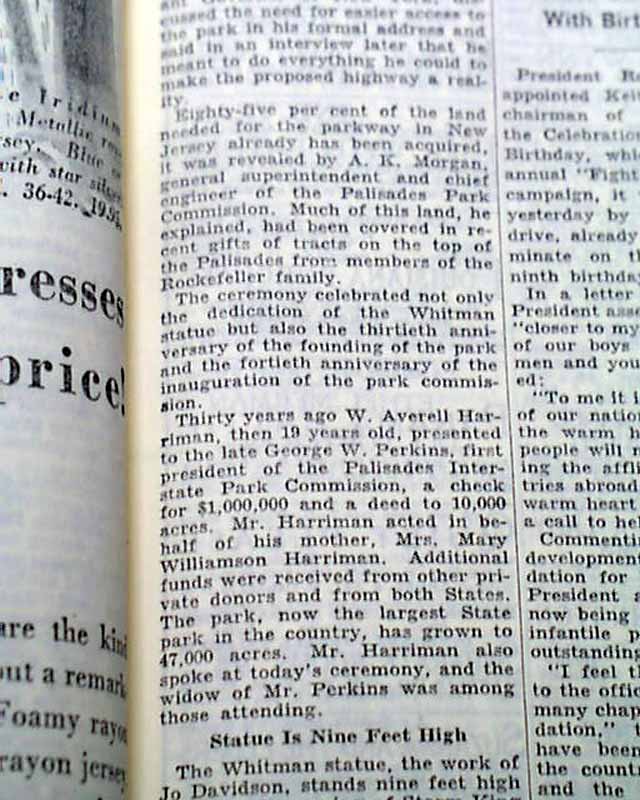 cussed the need for easier access to
the park in his formal address and
said in an interview later that he
meant to do everything he could to
make the proposed highway a real-
ity.
Eighty-five per cent of the land
needed for the parkway in New
Jersey already has been acquired,
it was revealed by A. K. Morgan,
general superintendent and chief
engineer of the Palisades Park
Commission. Much of this land, he
explained, had been covered in re-
cent gifts of tracts on the top of
the Palisades from members of the
Rockefeller family.
The ceremony celebrated not only
the dedication of the Whitman
statue but also the thirtieth anni-
versary of the founding of the park
and the fortieth anniversary of the
inauguration of the park commis-
sion.
Thirty years ago W. Averell Har-
riman, then 19 years old, presented
to the late George W. Perkins, first
president of the Palisades Inter-
state Park Commission, a check
for $1,000,000 and a deed to 10,000
acres. Mr. Harriman acted in be-
half of his mother, Mrs. Mary
Williamson Harriman. Additional
funds were received from other pri-
vate donors and from both States.
The park, now the largest State
park in the country, has grown to
47,000 acres. Mr. Harriman also
spoke at today's ceremony, and the
widow of Mr. Perkins was among
those attending.
Statue Is Nine Feet High
The Whitman statue, the work of
Jo Davidson, stands nine feet high
Iridium
Metallic
Blue
with star
36-42.
resses
price!
are the kind
out a remark
Foamy rayon
rayon jersey
With Birt
President R
appointed Keit
chairman of
the Celebration
Birthday, whi
annual "Fight
campaign, it
yesterday by
drive, already
minate on th
ninth birthday
In a letter
President asse
"closer to my
of our boys
men and you
ed:
"To me it i
of our nation
the warm h
people will n
ing the affli
tries abroad
warm heart
a call to hel
Commentin
development
dation for
President a
now being
infantile p
outstanding
"I feel th
to the offic
many chap
dation," t
have been
the count
and the